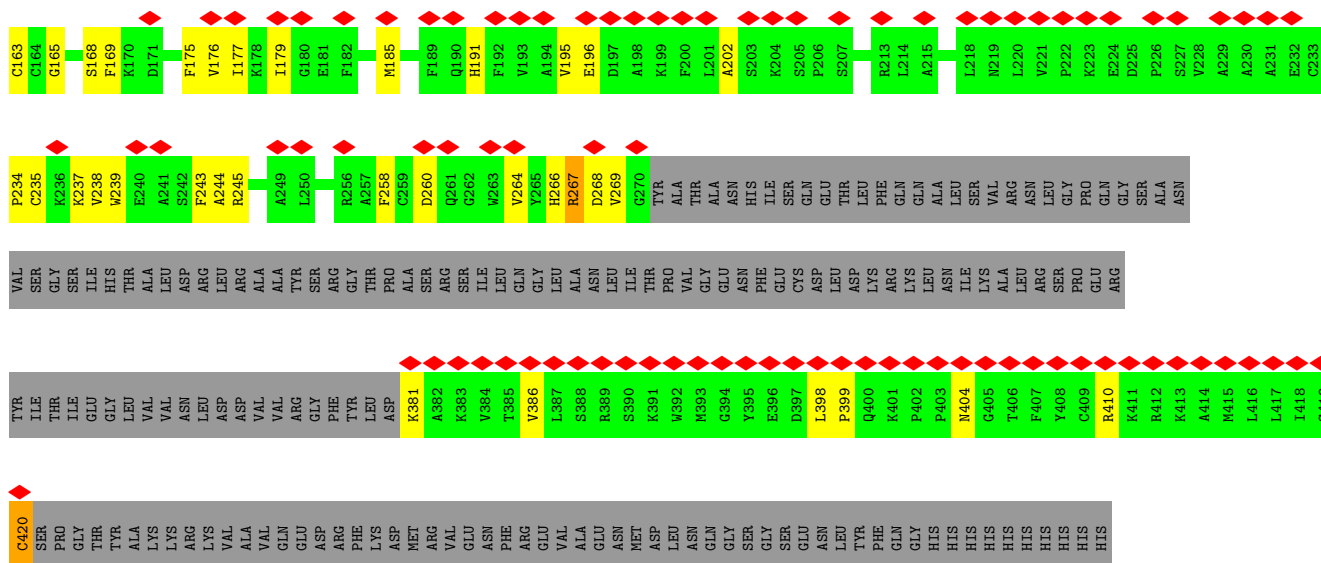 C163 C164 G165 S168 F169 K170 D171 F175 V176 I177 K178 I179 G180 E181 F182 M185 F189 Q190 H191 F192 V193 A194 V195 E196 D197 A198 K199 F200 L201 A202 S203 K204 S205 P206 S207 R213 L214 A215 L218 N219 L220 V221 P222 K223 E224 D225 P226 S227 V228 A229 A230 A231 E232 C233
P234 C235 K236 K237 V238 W239 E240 A241 S242 F243 A244 R245 A249 L250 R256 A257 F258 C259 D260 Q261 G262 W263 V264 Y265 H266 R267 D268 V269 G270 TYR ALA THR ALA ASN HIS ILE SER GLN GLU THR LEU PHE GLN GLN ALA LEU SER VAL ARG ASN LEU GLY PRO GLN GLY SER ALA ASN
VAL SER GLY SER ILE HIS THR ALA LEU ASP ARG LEU ARG ALA ALA TYR SER ARG GLY THR PRO ALA SER ARG SER ILE LEU GLN GLY LEU ALA ASN LEU ILE THR PRO VAL GLY GLU ASN PHE GLU CYS ASP LEU ASP LYS ARG LYS LEU ASN ILE LYS ALA LEU ARG SER PRO GLU ARG
TYR ILE THR ILE GLU GLY LEU VAL VAL ASN LEU ASP ASP VAL VAL ARG GLY PHE TYR LEU ASP K381 A382 K383 V384 T385 V386 L387 S388 R389 S390 K391 W392 M393 G394 Y395 E396 D397 L398 P399 Q400 K401 P402 P403 N404 G405 T406 F407 Y408 C409 R410 K411 R412 K413 A414 M415 L416 L417 I418
C420 SER PRO GLY THR TYR ALA LYS LYS ARG LYS VAL ALA VAL GLN GLU ASP ARG PHE LYS ASP MET ARG VAL GLU ASN PHE ARG GLU VAL ALA GLU ASN MET ASP LEU ASN GLN GLY SER GLY SER GLU ASN LEU TYR PHE GLN GLY HIS HIS HIS HIS HIS HIS HIS HIS HIS HIS